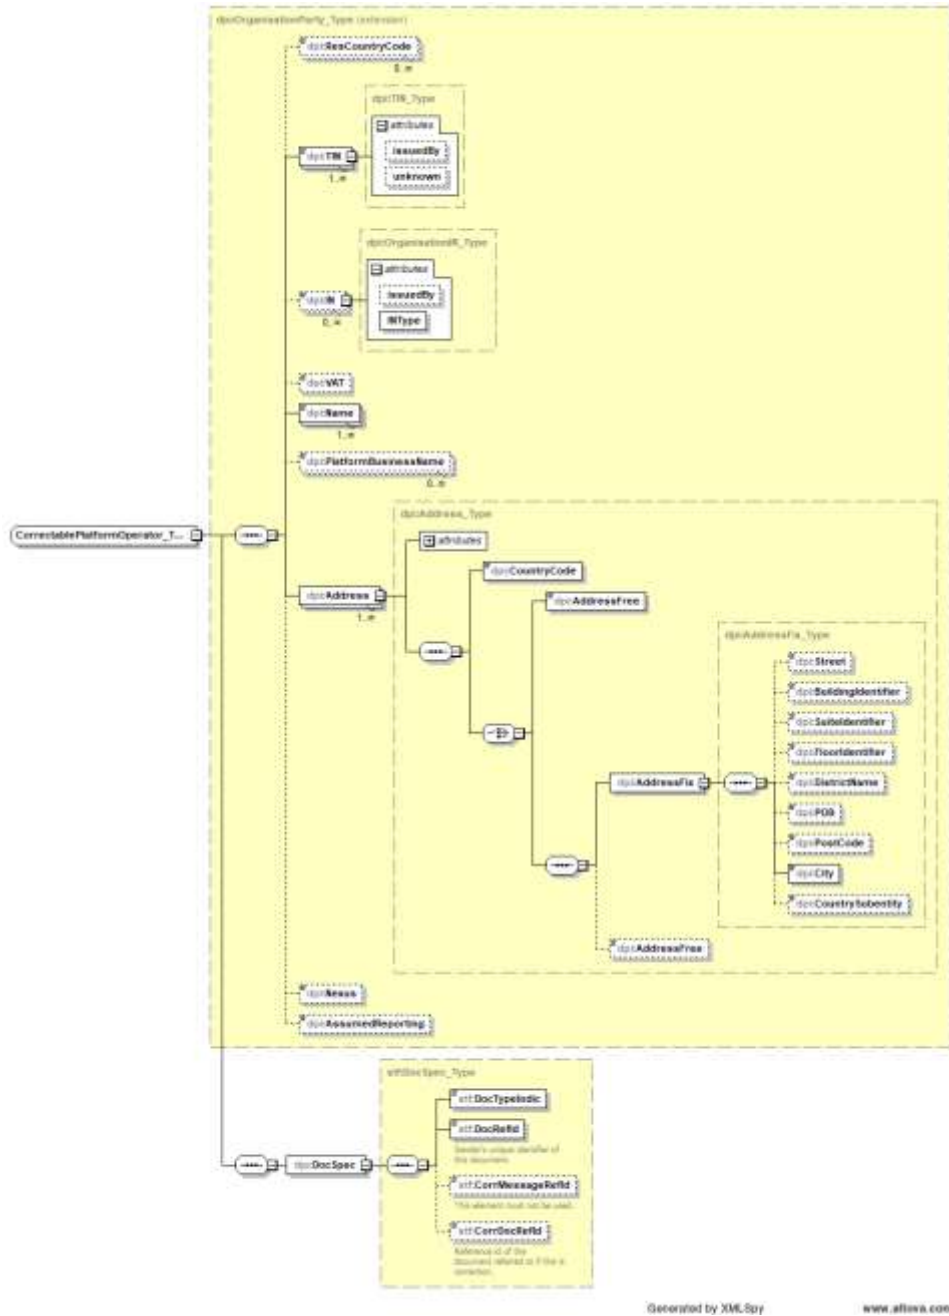 dpi:OrganisationParty_Type (extension)
dpi:ResCountryCode
0..∞
dpi:TIN_Type
attributes
issuedBy
unknown
dpi:TIN
1..∞
dpi:OrganisationIN_Type
attributes
issuedBy
INType
dpi:IN
0..∞
dpi:VAT
dpi:Name
1..∞
dpi:PlatformBusinessName
0..∞
CorrectablePlatformOperator_T...
dpi:Address_Type
attributes
dpi:CountryCode
dpi:Address
1..∞
dpi:AddressFree
dpi:AddressFix_Type
dpi:Street
dpi:BuildingIdentifier
dpi:SuiteIdentifier
dpi:FloorIdentifier
dpi:AddressFix
dpi:DistrictName
dpi:POB
dpi:PostCode
dpi:City
dpi:CountrySubentity
dpi:AddressFree
dpi:Nexus
dpi:AssumedReporting
stf:DocSpec_Type
stf:DocTypeIndic
stf:DocRefId
Sender's unique identifier of
this document
dpi:DocSpec
stf:CorrMessageRefId
This element must not be used.
stf:CorrDocRefId
Reference id of the
document referred to if this is
correction.
Generated by XMLSpy
www.altova.com